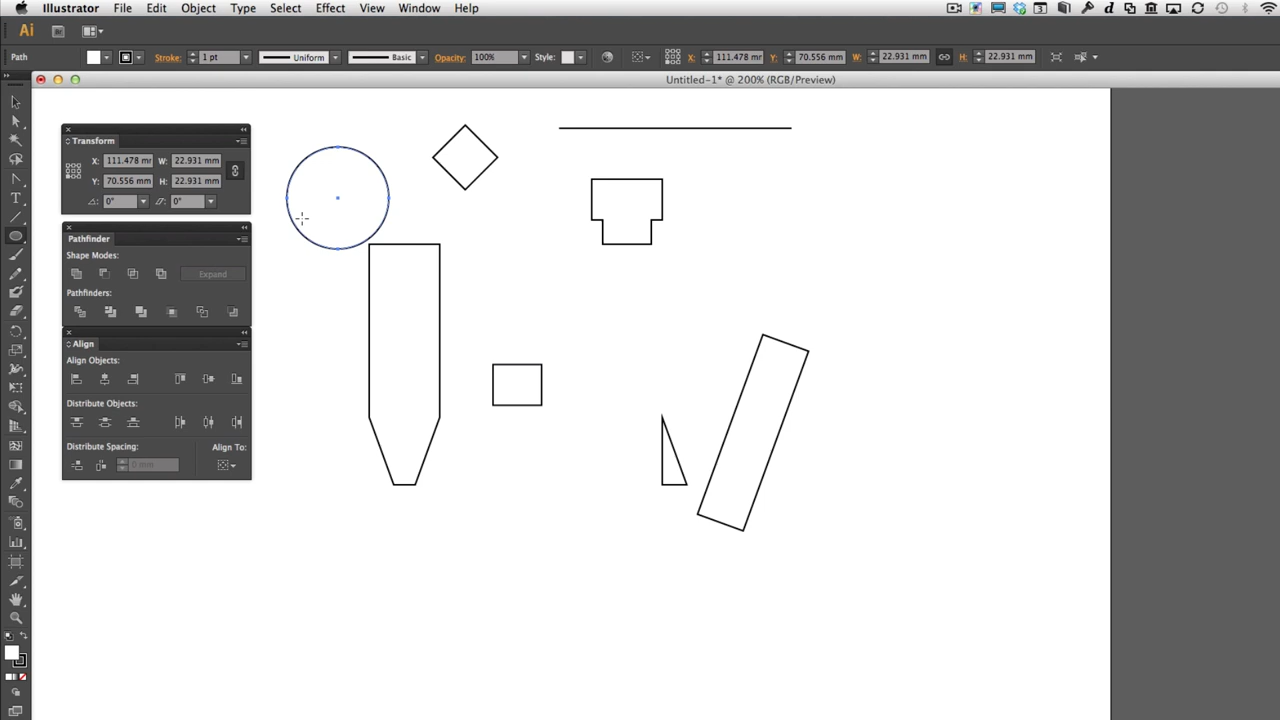 Illustrator File Edit Object Type Select Effect View Window Help
Ai
Path Stroke: 1 pt Uniform Basic Opacity: 100% Style: X: 111.478 mm Y: 70.556 mm W: 22.931 mm H: 22.931 mm
Untitled-1* @ 200% (RGB/Preview)
Transform
X: 111.478 mr W: 22.931 mm
Y: 70.556 mm H: 22.931 mm
0° 0°
Pathfinder
Shape Modes:
Expand
Pathfinders:
Align
Align Objects:
Distribute Objects:
Distribute Spacing: Align To:
0 mm